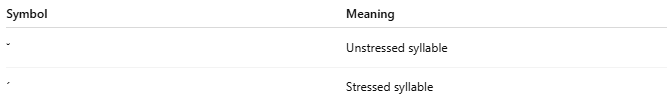 Symbol Meaning
˘ Unstressed syllable
´ Stressed syllable